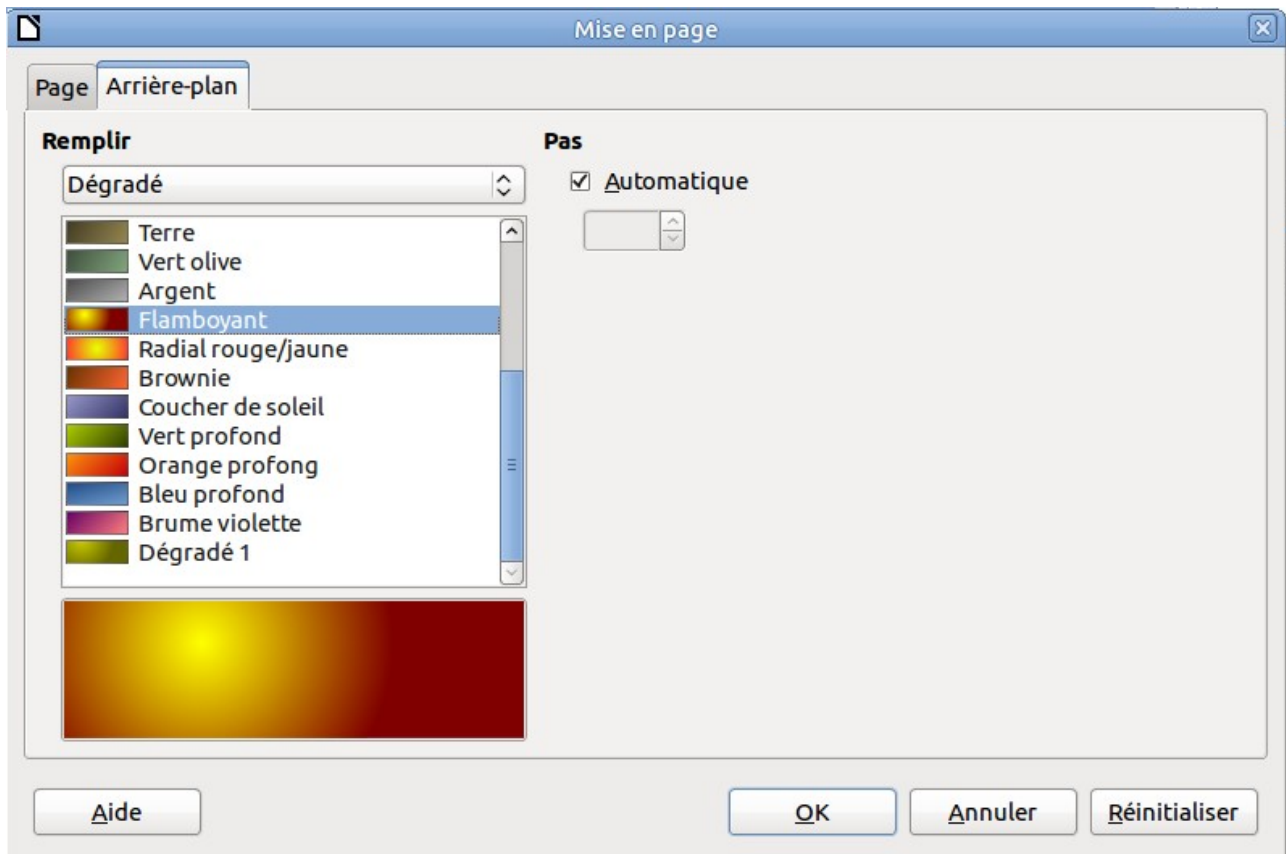 Mise en page
Page Arrière-plan
Remplir
Pas
Dégradé
Automatique
Terre
Vert olive
Argent
Flamboyant
Radial rouge/jaune
Brownie
Coucher de soleil
Vert profond
Orange profong
Bleu profond
Brume violette
Dégradé 1
Aide
OK
Annuler
Réinitialiser